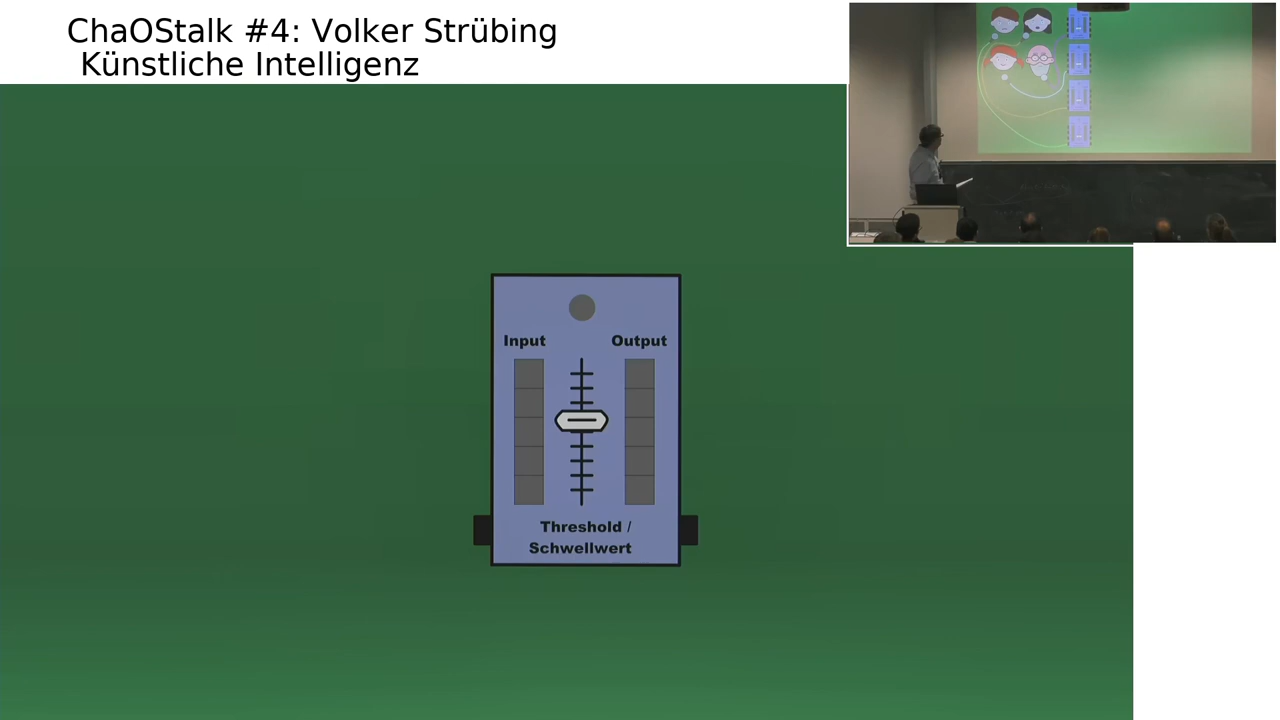 ChaOStalk #4: Volker Strübing
Künstliche Intelligenz
Input
Output
Threshold /
Schwellwert